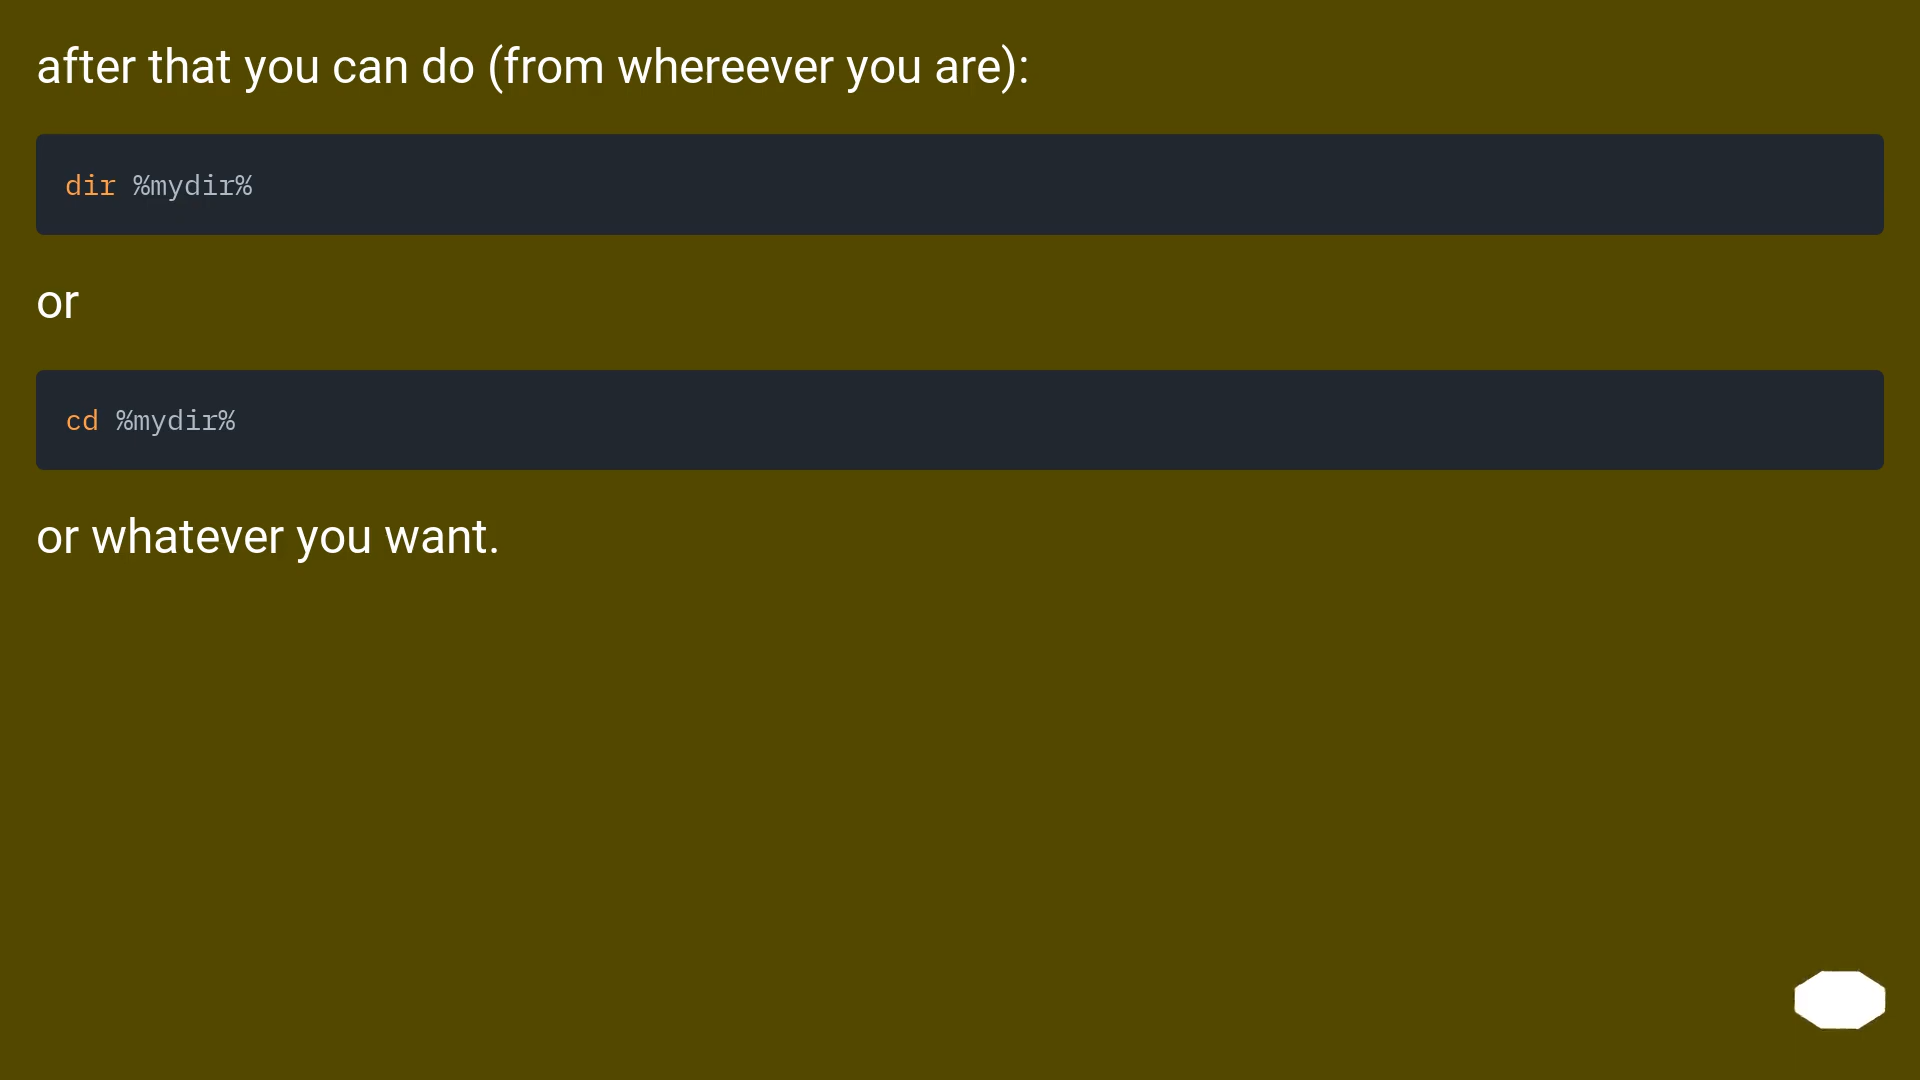 after that you can do (from whereever you are):
dir %mydir%
or
cd %mydir%
or whatever you want.